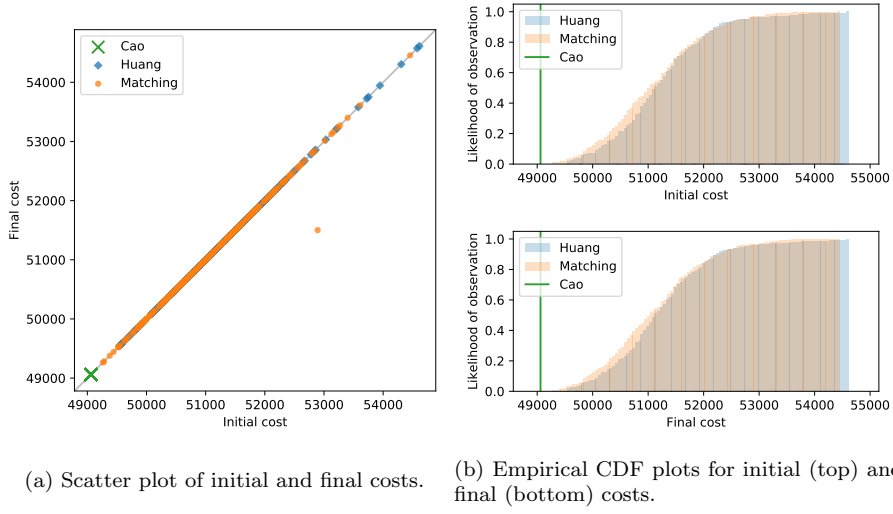 54000
53000
52000
51000
50000
49000
Final cost
Cao
Huang
Matching
49000 50000 51000 52000 53000 54000
Initial cost
(a) Scatter plot of initial and final costs.
1.0
0.8
0.6
0.4
0.2
0.0
Likelihood of observation
Huang
Matching
Cao
49000 50000 51000 52000 53000 54000 55000
Initial cost
1.0
0.8
0.6
0.4
0.2
0.0
Likelihood of observation
Huang
Matching
Cao
49000 50000 51000 52000 53000 54000 55000
Final cost
(b) Empirical CDF plots for initial (top) and
final (bottom) costs.